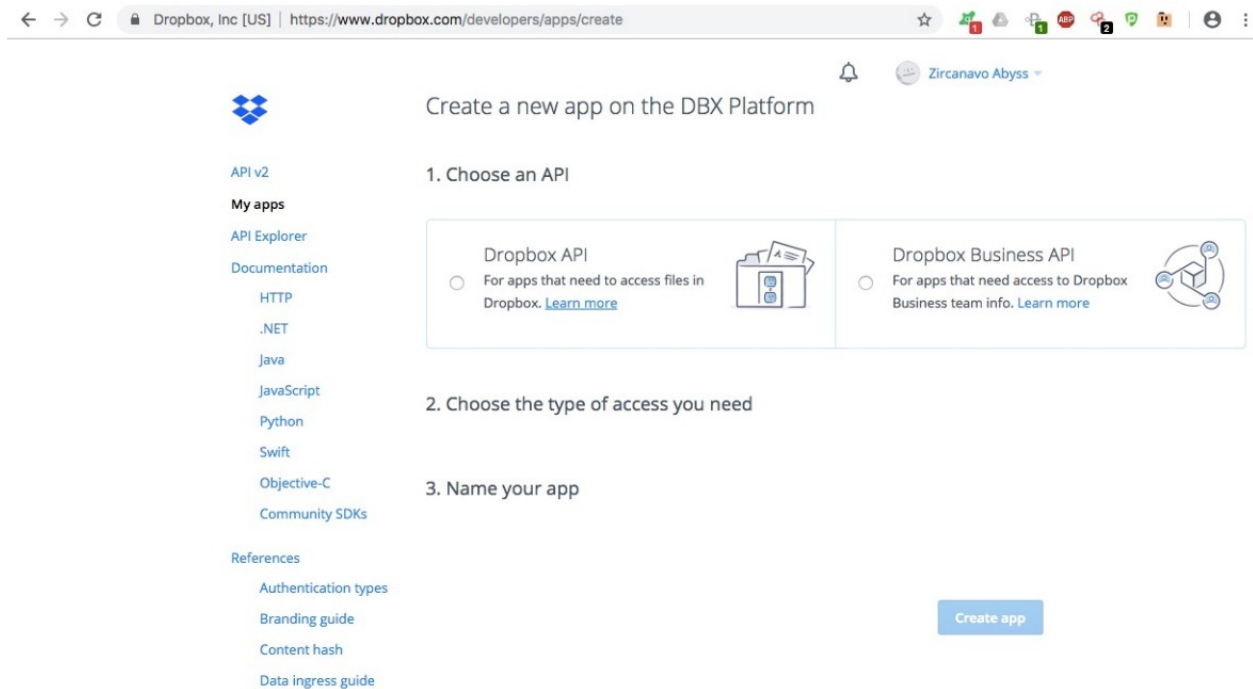 Dropbox, Inc [US] | https://www.dropbox.com/developers/apps/create
1
1
ABP
2
Zircanavo Abyss
Create a new app on the DBX Platform
API v2
My apps
API Explorer
Documentation
HTTP
.NET
Java
JavaScript
Python
Swift
Objective-C
Community SDKs
References
Authentication types
Branding guide
Content hash
Data ingress guide
1. Choose an API
Dropbox API
For apps that need to access files in
Dropbox. Learn more
Dropbox Business API
For apps that need access to Dropbox
Business team info. Learn more
2. Choose the type of access you need
3. Name your app
Create app